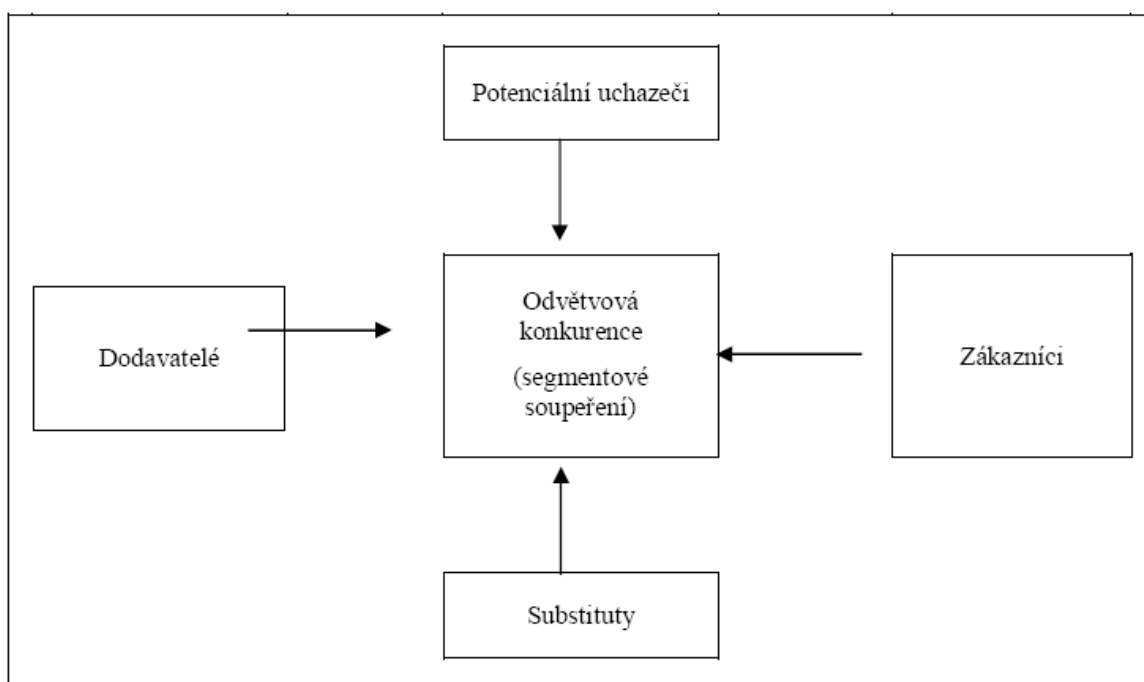 Potenciální uchazeči
Odvětvová
konkurence
(segmentové
soupeření)
Dodavatelé
Zákazníci
Substituty